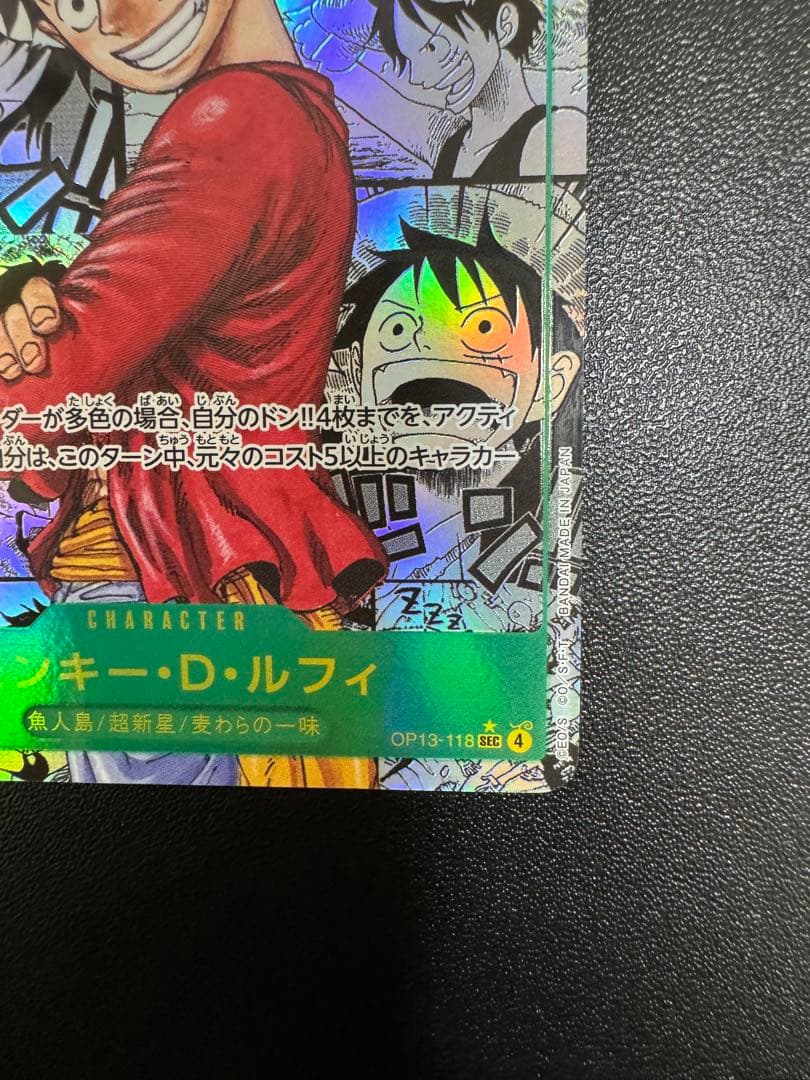 ダーが多色の場合、自分のドン!!4枚までを、アクティ
自分は、このターン中、元々のコスト5以上のキャラカー
CHARACTER
ンキー・D・ルフィ
魚人島/超新星/麦わらの一味
OP13-118 SEC 4
©E.O./S. ©O./S.,F.,T. BANDAI MADE IN JAPAN
ZZZ
ドン